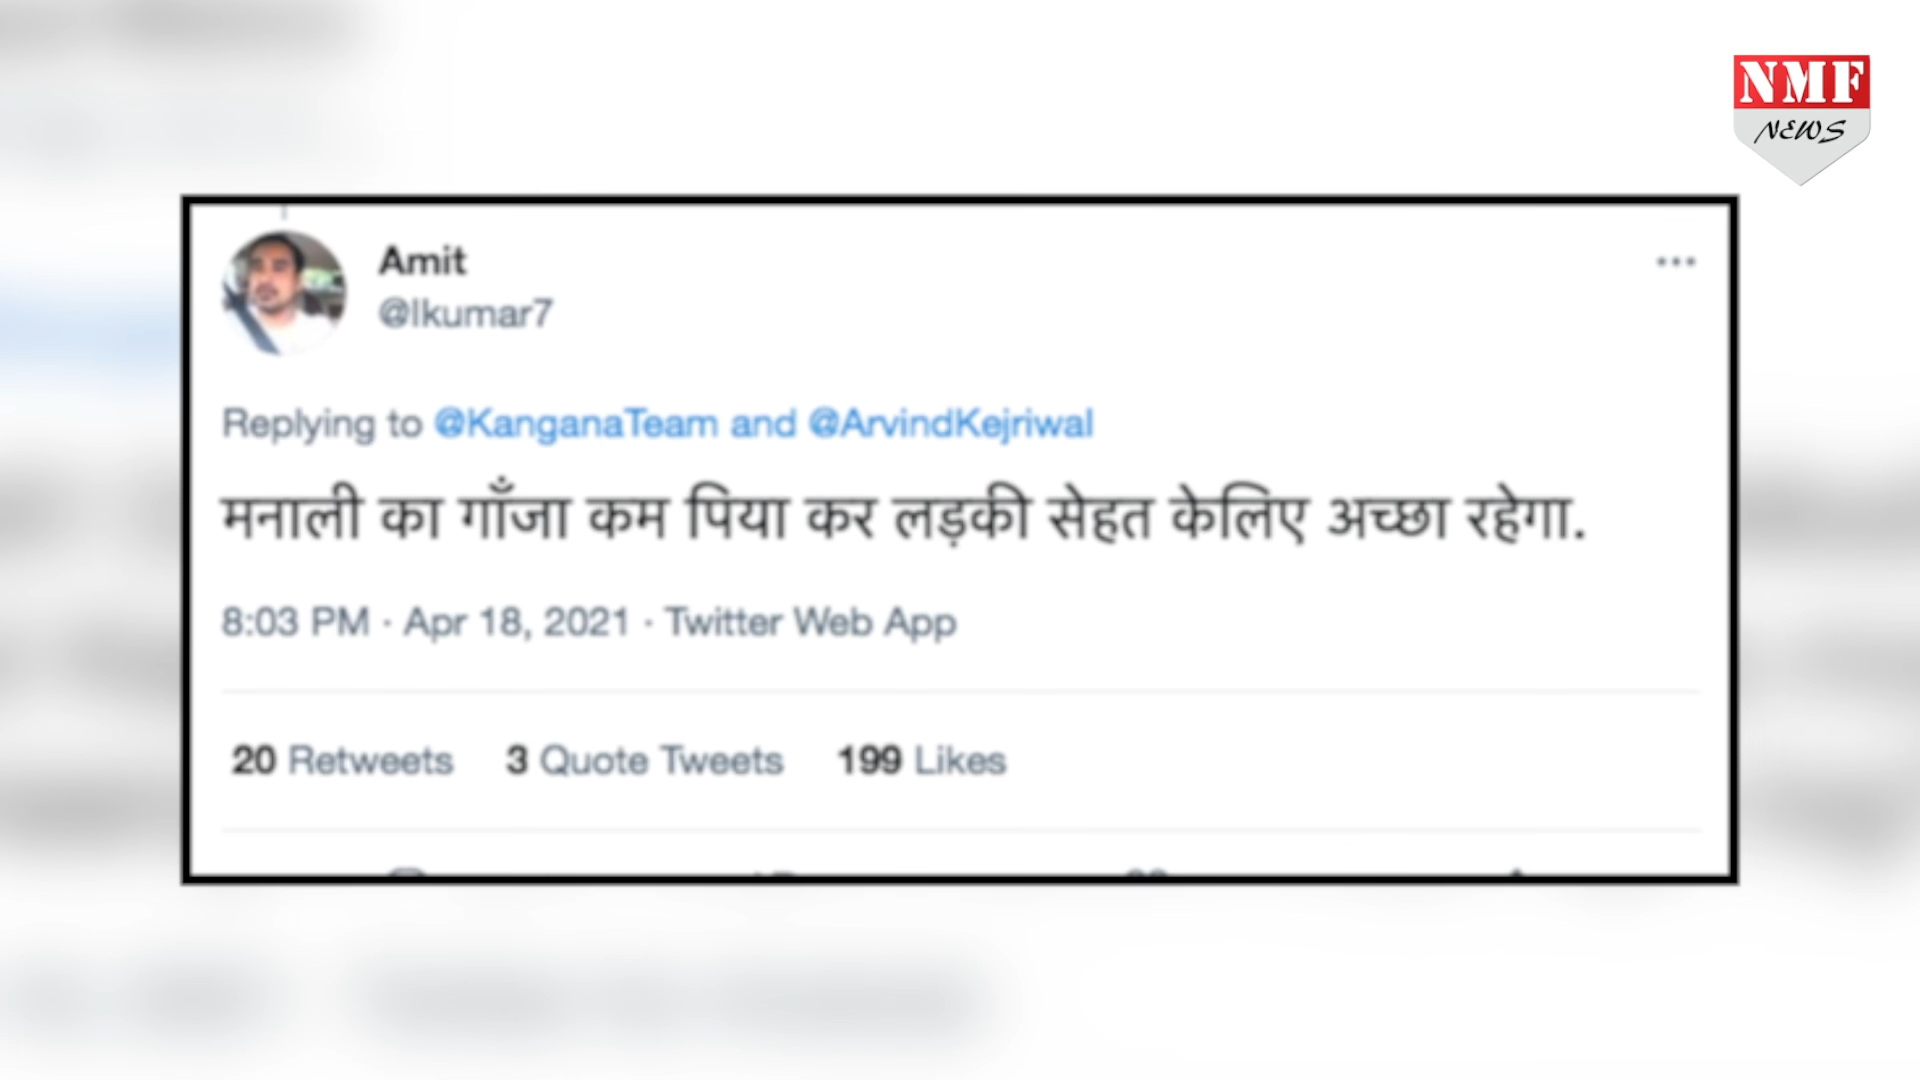 NMF
NEWS
Amit
@Ikumar7
Replying to @KanganaTeam and @ArvindKejriwal
मनाली का गाँजा कम पिया कर लड़की सेहत केलिए अच्छा रहेगा.
8:03 PM · Apr 18, 2021 · Twitter Web App
20 Retweets 3 Quote Tweets 199 Likes